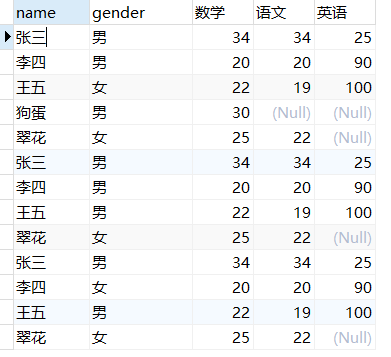 name gender 数学 语文 英语
张三 男 34 34 25
李四 男 20 20 90
王五 女 22 19 100
狗蛋 男 30 (Null) (Null)
翠花 女 25 22 (Null)
张三 男 34 34 25
李四 男 20 20 90
王五 男 22 19 100
翠花 女 25 22 (Null)
张三 男 34 34 25
李四 女 20 20 90
王五 男 22 19 100
翠花 女 25 22 (Null)